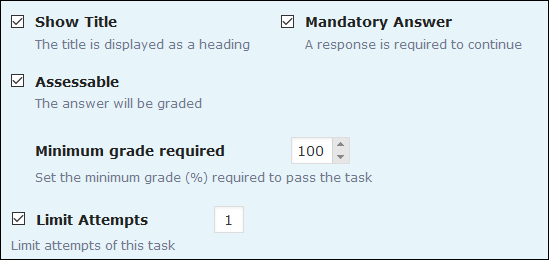 Show Title
Mandatory Answer
The title is displayed as a heading
A response is required to continue
Assessable
The answer will be graded
Minimum grade required 100
Set the minimum grade (%) required to pass the task
Limit Attempts 1
Limit attempts of this task